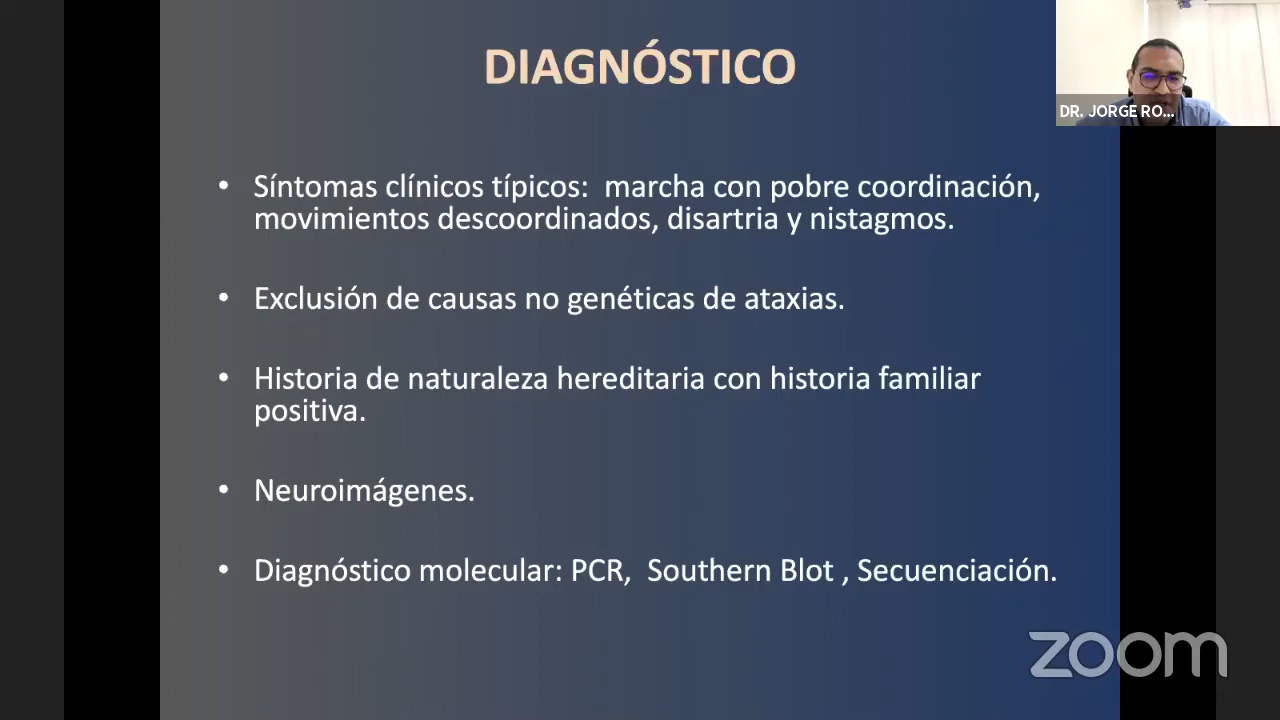 DIAGNÓSTICO
DR. JORGE RO...
• Síntomas clínicos típicos:  marcha con pobre coordinación,
movimientos descoordinados, disartria y nistagmos.
• Exclusión de causas no genéticas de ataxias.
• Historia de naturaleza hereditaria con historia familiar
positiva.
• Neuroimágenes.
• Diagnóstico molecular: PCR,  Southern Blot , Secuenciación.
zoom